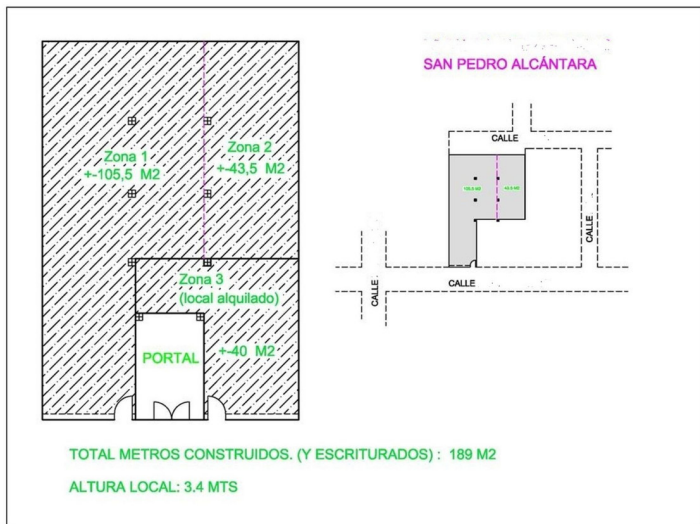 SAN PEDRO ALCÁNTARA
Zona 1
+-105,5 M2
Zona 2
+-43,5 M2
Zona 3
(local alquilado)
PORTAL
+-40 M2
CALLE
CALLE
CALLE
CALLE
TOTAL METROS CONSTRUIDOS. (Y ESCRITURADOS) : 189 M2
ALTURA LOCAL: 3.4 MTS